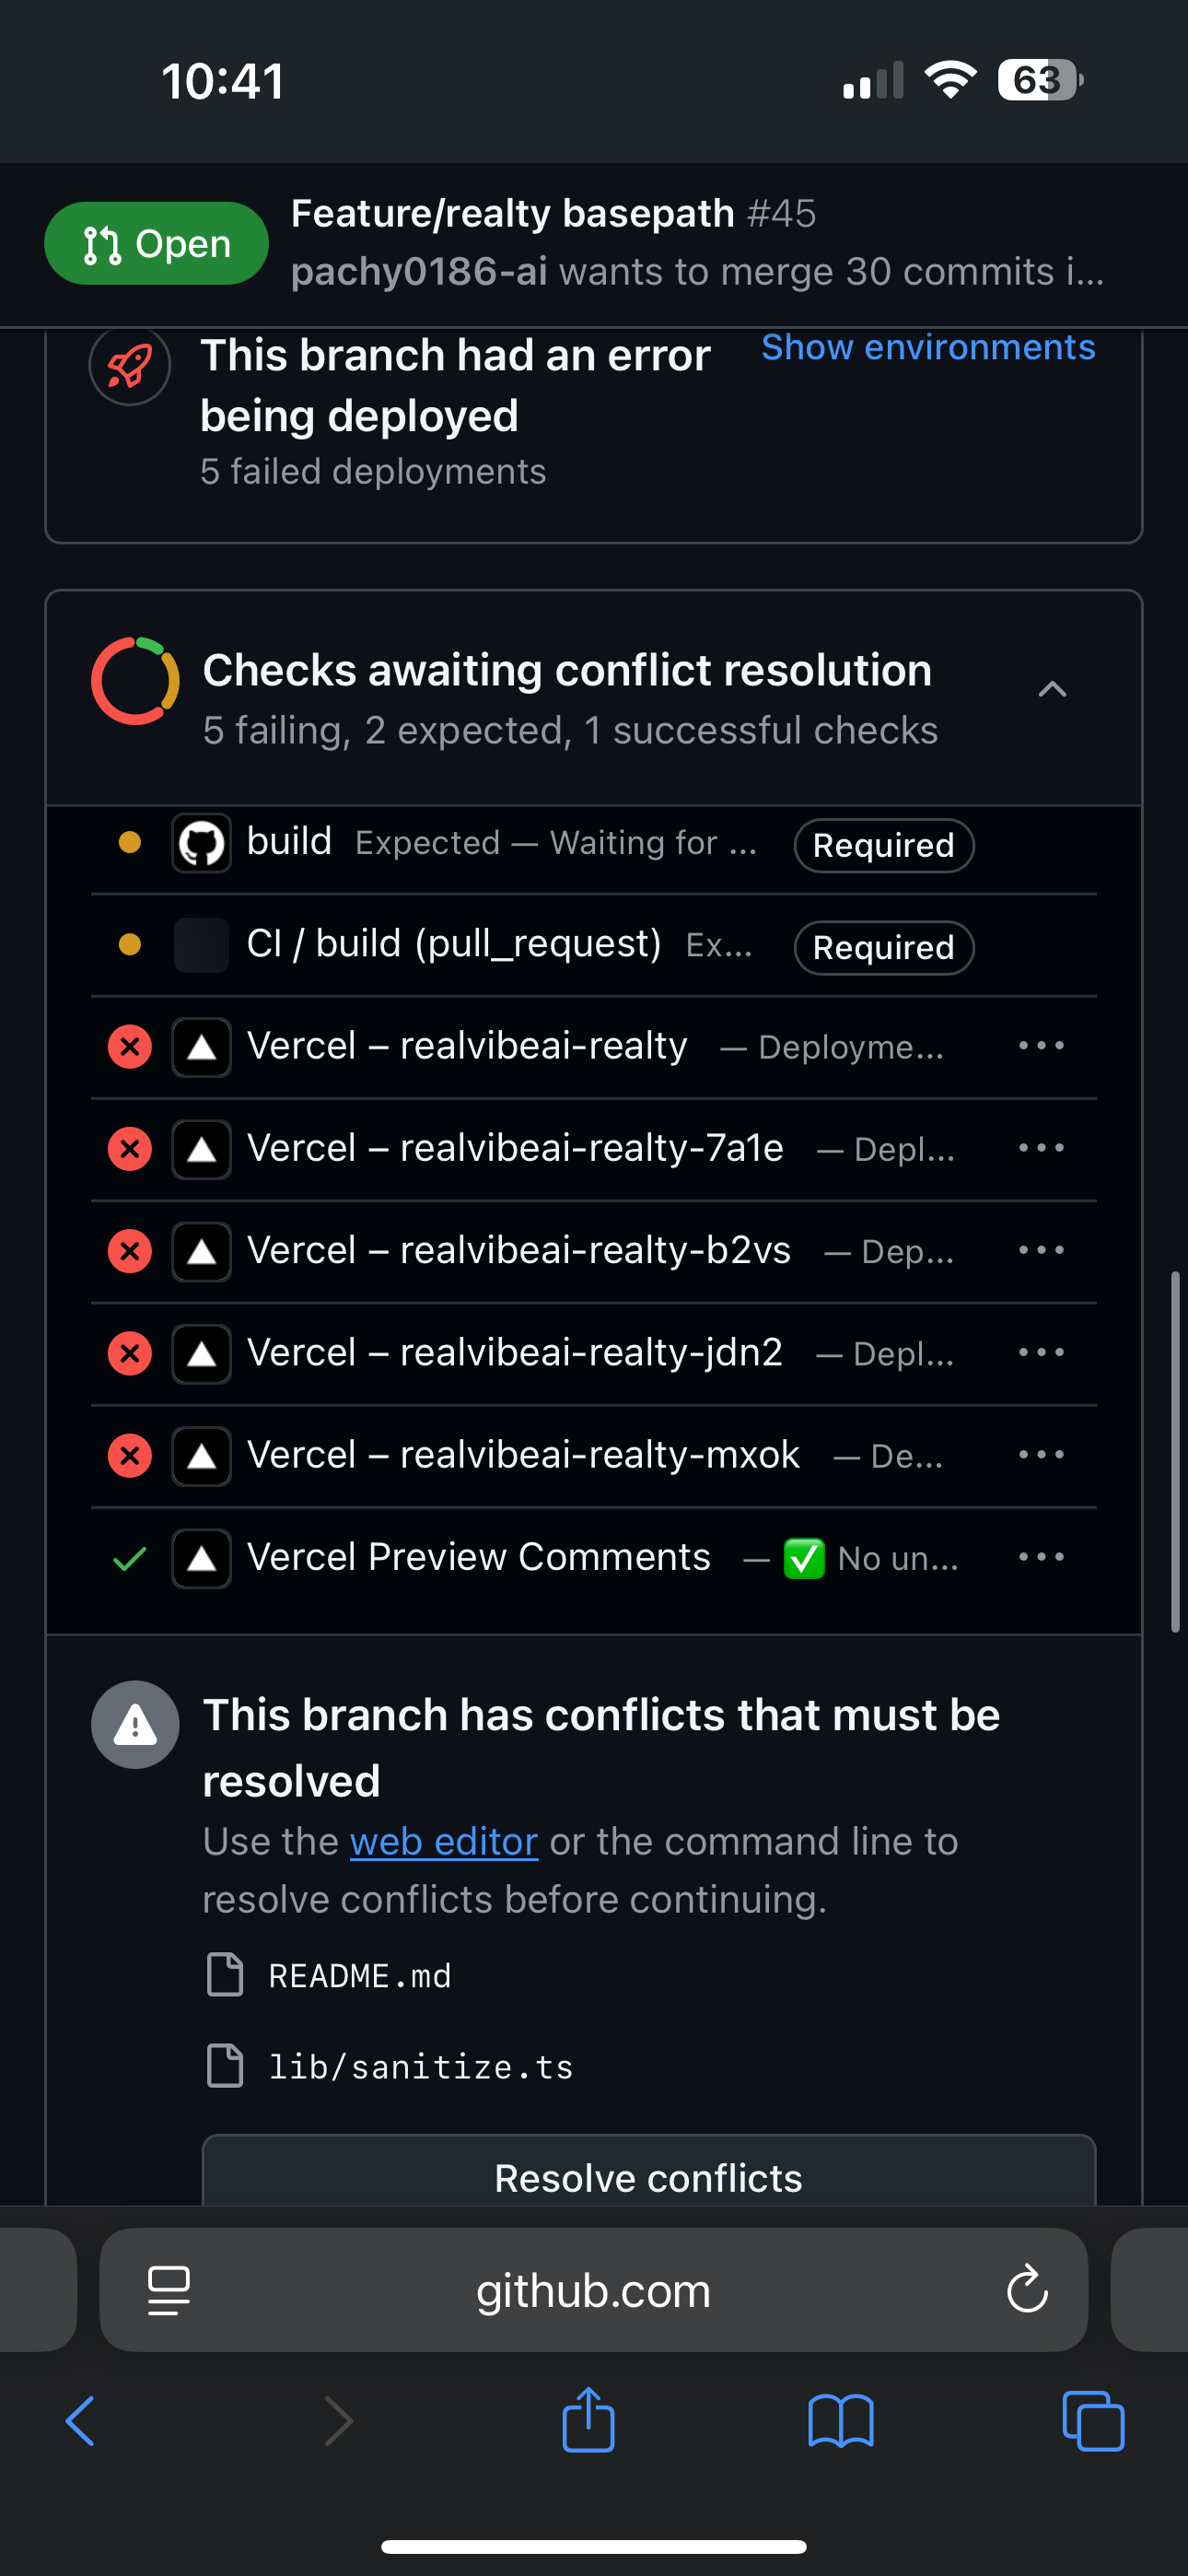 10:41
63
Open
Feature/realty basepath #45
pachy0186-ai wants to merge 30 commits i...
This branch had an error being deployed
Show environments
5 failed deployments
Checks awaiting conflict resolution
5 failing, 2 expected, 1 successful checks
build Expected — Waiting for ... Required
CI / build (pull_request) Ex... Required
Vercel – realvibeai-realty — Deployme...
Vercel – realvibeai-realty-7a1e — Depl...
Vercel – realvibeai-realty-b2vs — Dep...
Vercel – realvibeai-realty-jdn2 — Depl...
Vercel – realvibeai-realty-mxok — De...
Vercel Preview Comments — ✅ No un...
This branch has conflicts that must be
resolved
Use the web editor or the command line to
resolve conflicts before continuing.
README.md
lib/sanitize.ts
Resolve conflicts
github.com